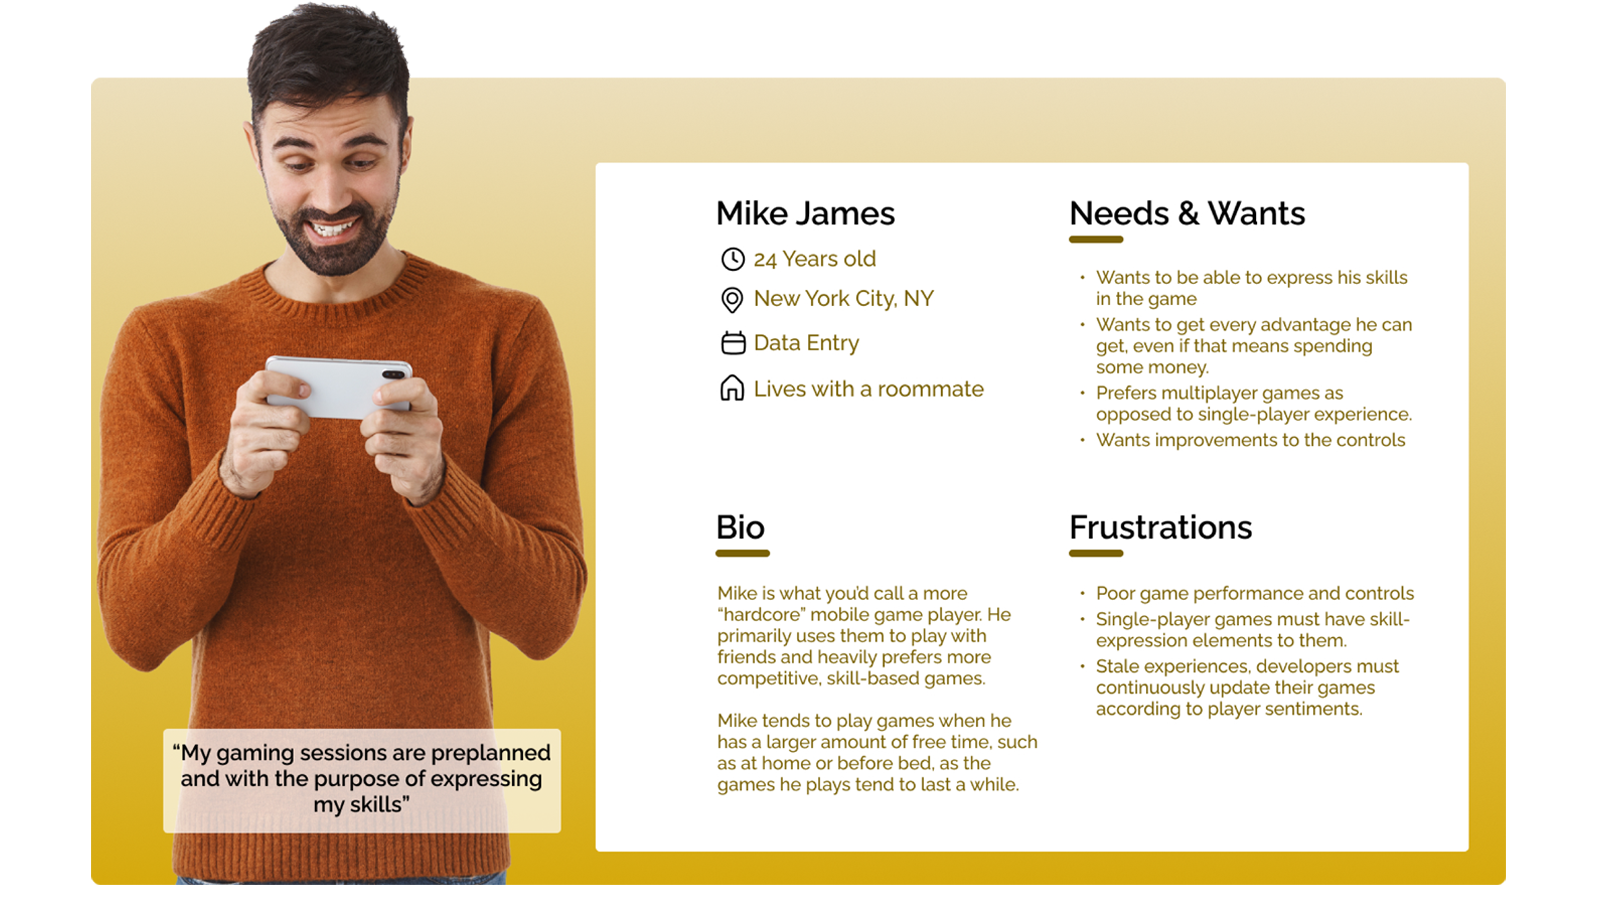 Mike James
24 Years old
New York City, NY
Data Entry
Lives with a roommate
Needs & Wants
• Wants to be able to express his skills
in the game
• Wants to get every advantage he can
get, even if that means spending
some money.
• Prefers multiplayer games as
opposed to single-player experience.
• Wants improvements to the controls
Bio
Mike is what you'd call a more
“hardcore” mobile game player. He
primarily uses them to play with
friends and heavily prefers more
competitive, skill-based games.
Mike tends to play games when he
has a larger amount of free time, such
as at home or before bed, as the
games he plays tend to last a while.
Frustrations
• Poor game performance and controls
• Single-player games must have skill-
expression elements to them.
• Stale experiences, developers must
continuously update their games
according to player sentiments.
“My gaming sessions are preplanned
and with the purpose of expressing
my skills”